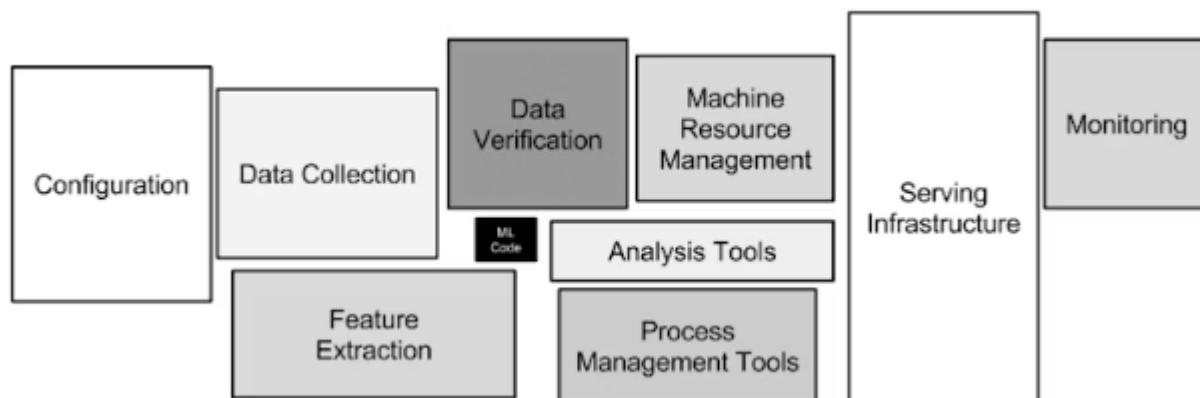 Configuration
Data Collection
Feature
Extraction
Data
Verification
ML
Code
Machine
Resource
Management
Analysis Tools
Process
Management Tools
Serving
Infrastructure
Monitoring